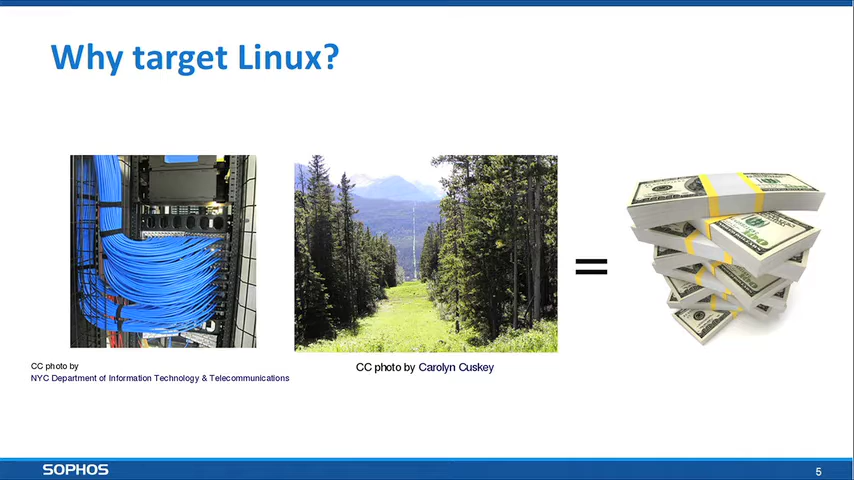 Why target Linux?
=
CC photo by
NYC Department of Information Technology & Telecommunications
CC photo by Carolyn Cuskey
SOPHOS
5